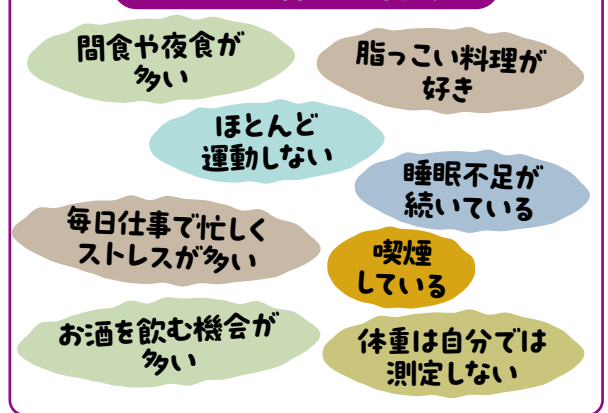 間食や夜食が
多い
脂っこい料理が
好き
ほとんど
運動しない
睡眠不足が
続いている
毎日仕事で忙しく
ストレスが多い
喫煙
している
お酒を飲む機会が
多い
体重は自分では
測定しない